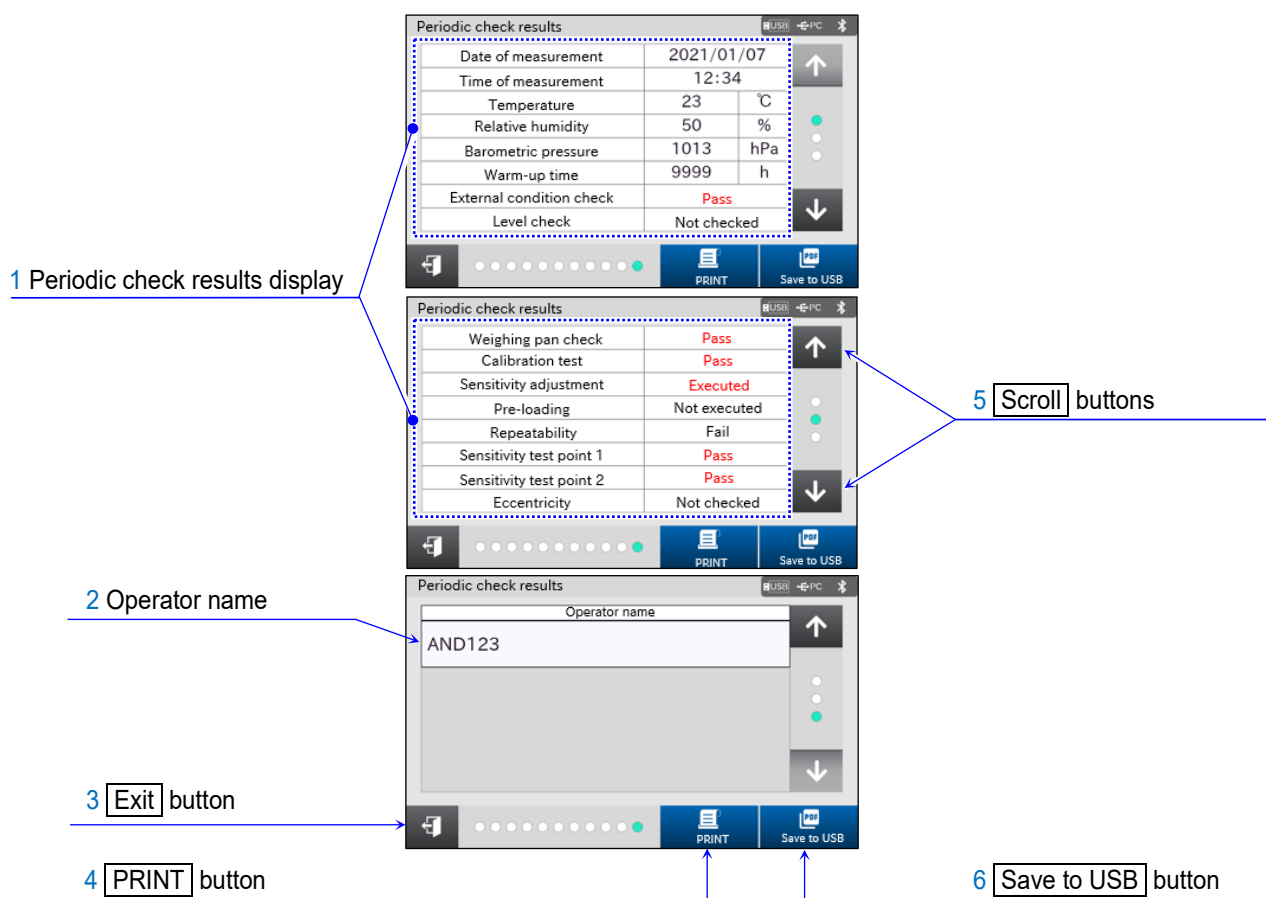 Periodic check results USB PC
Date of measurement 2021/01/07
Time of measurement 12:34
Temperature 23 ℃
Relative humidity 50 %
Barometric pressure 1013 hPa
Warm-up time 9999 h
External condition check Pass
Level check Not checked
PDF
PRINT Save to USB
1 Periodic check results display
Periodic check results USB PC
Weighing pan check Pass
Calibration test Pass
Sensitivity adjustment Executed
Pre-loading Not executed
Repeatability Fail
Sensitivity test point 1 Pass
Sensitivity test point 2 Pass
Eccentricity Not checked
PDF
PRINT Save to USB
5 Scroll buttons
Periodic check results USB PC
2 Operator name
Operator name
AND123
3 Exit button
PDF
PRINT Save to USB
4 PRINT button
6 Save to USB button